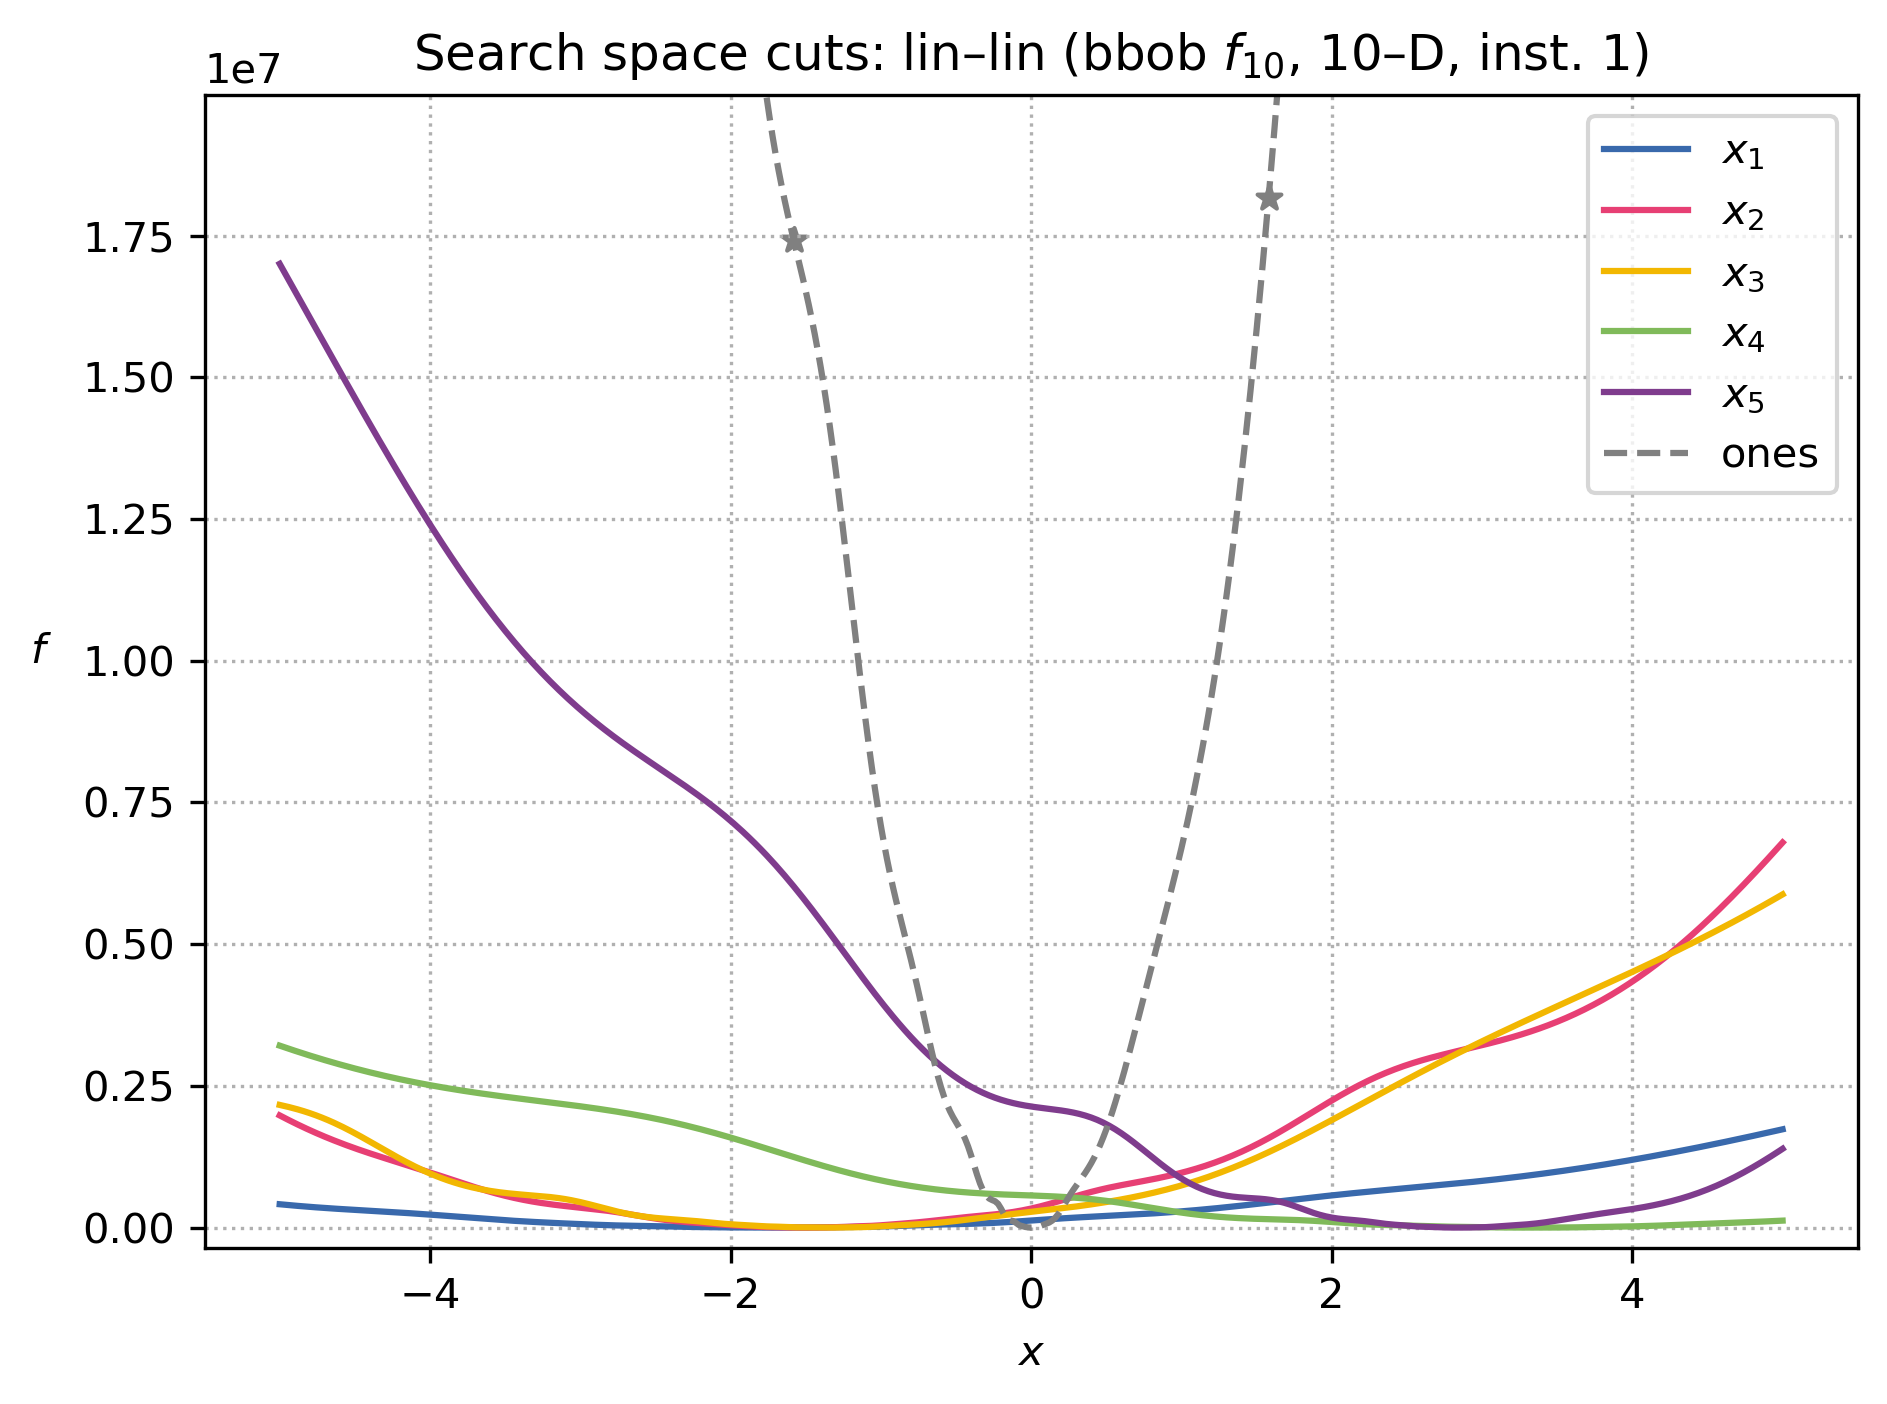 Search space cuts: lin–lin (bbob f₁₀, 10–D, inst. 1)
1e7
1.75
1.50
1.25
1.00
0.75
0.50
0.25
0.00
f
−4
−2
0
2
4
x
x₁
x₂
x₃
x₄
x₅
ones